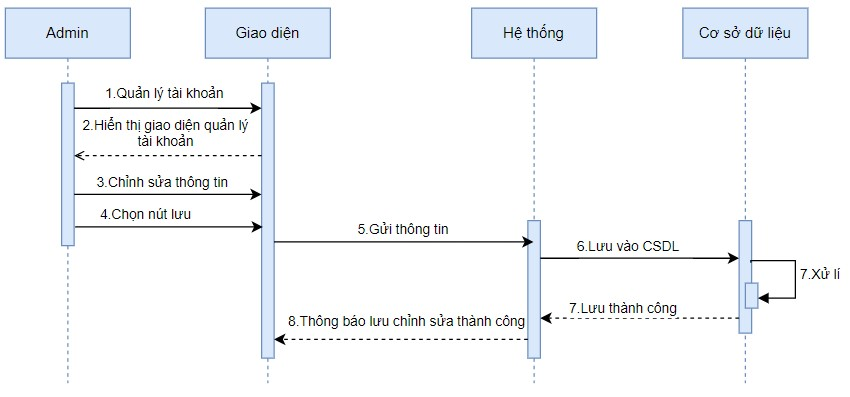 Admin
Giao diện
Hệ thống
Cơ sở dữ liệu
1.Quản lý tài khoản
2.Hiển thị giao diện quản lý
tài khoản
3.Chỉnh sửa thông tin
4.Chọn nút lưu
5.Gửi thông tin
6.Lưu vào CSDL
7.Xử lí
7.Lưu thành công
8.Thông báo lưu chỉnh sửa thành công